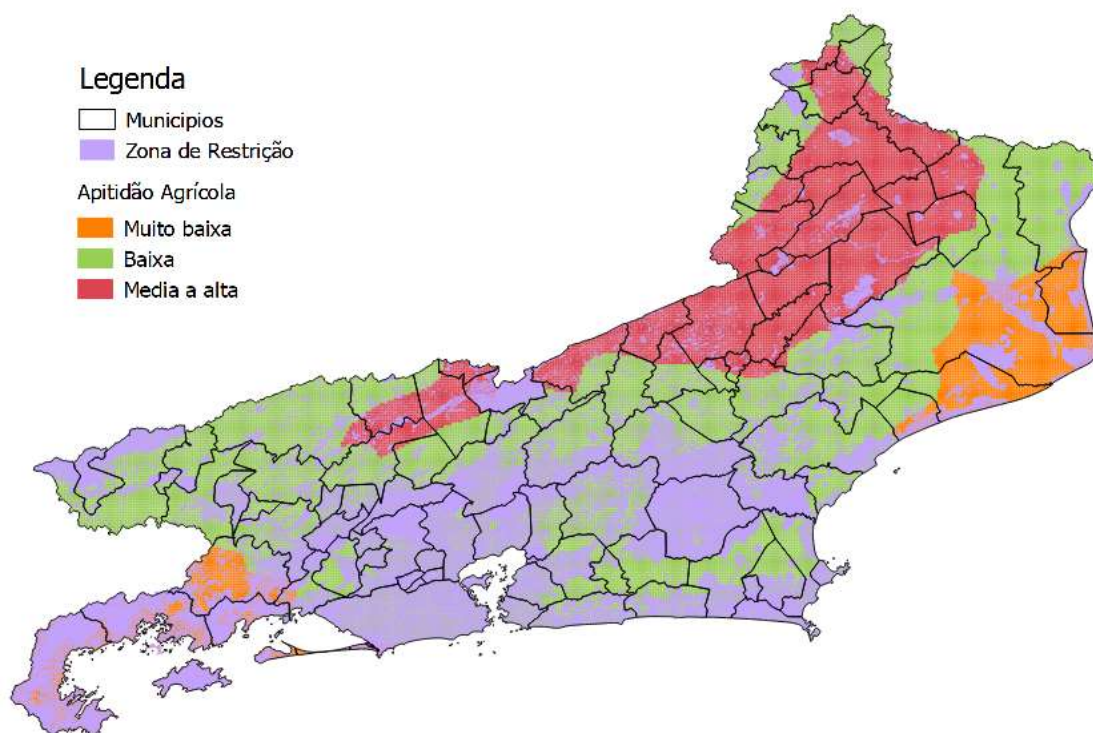 Legenda
Municipios
Zona de Restrição
Apitidão Agrícola
Muito baixa
Baixa
Media a alta